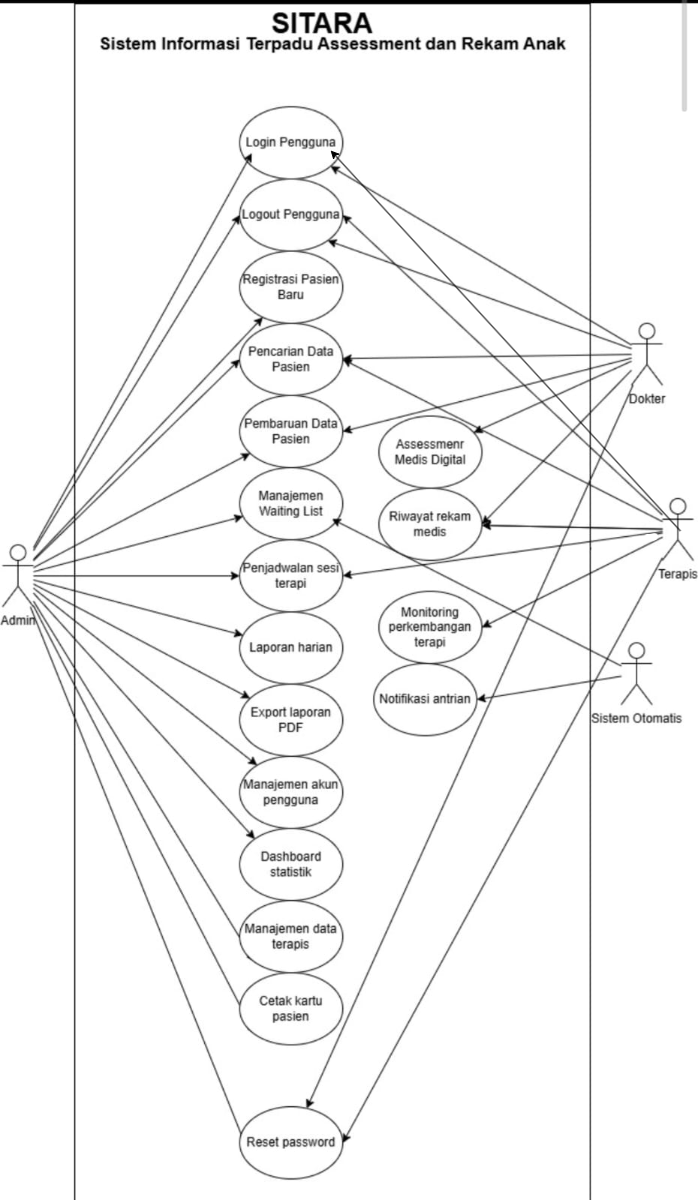 SITARA
Sistem Informasi Terpadu Assessment dan Rekam Anak
Login Pengguna
Logout Pengguna
Registrasi Pasien
Baru
Pencarian Data
Pasien
Pembaruan Data
Pasien
Manajemen
Waiting List
Penjadwalan sesi
terapi
Laporan harian
Export laporan
PDF
Manajemen akun
pengguna
Dashboard
statistik
Manajemen data
terapis
Cetak kartu
pasien
Reset password
Assessmenr
Medis Digital
Riwayat rekam
medis
Monitoring
perkembangan
terapi
Notifikasi antrian
Admin
Dokter
Terapis
Sistem Otomatis